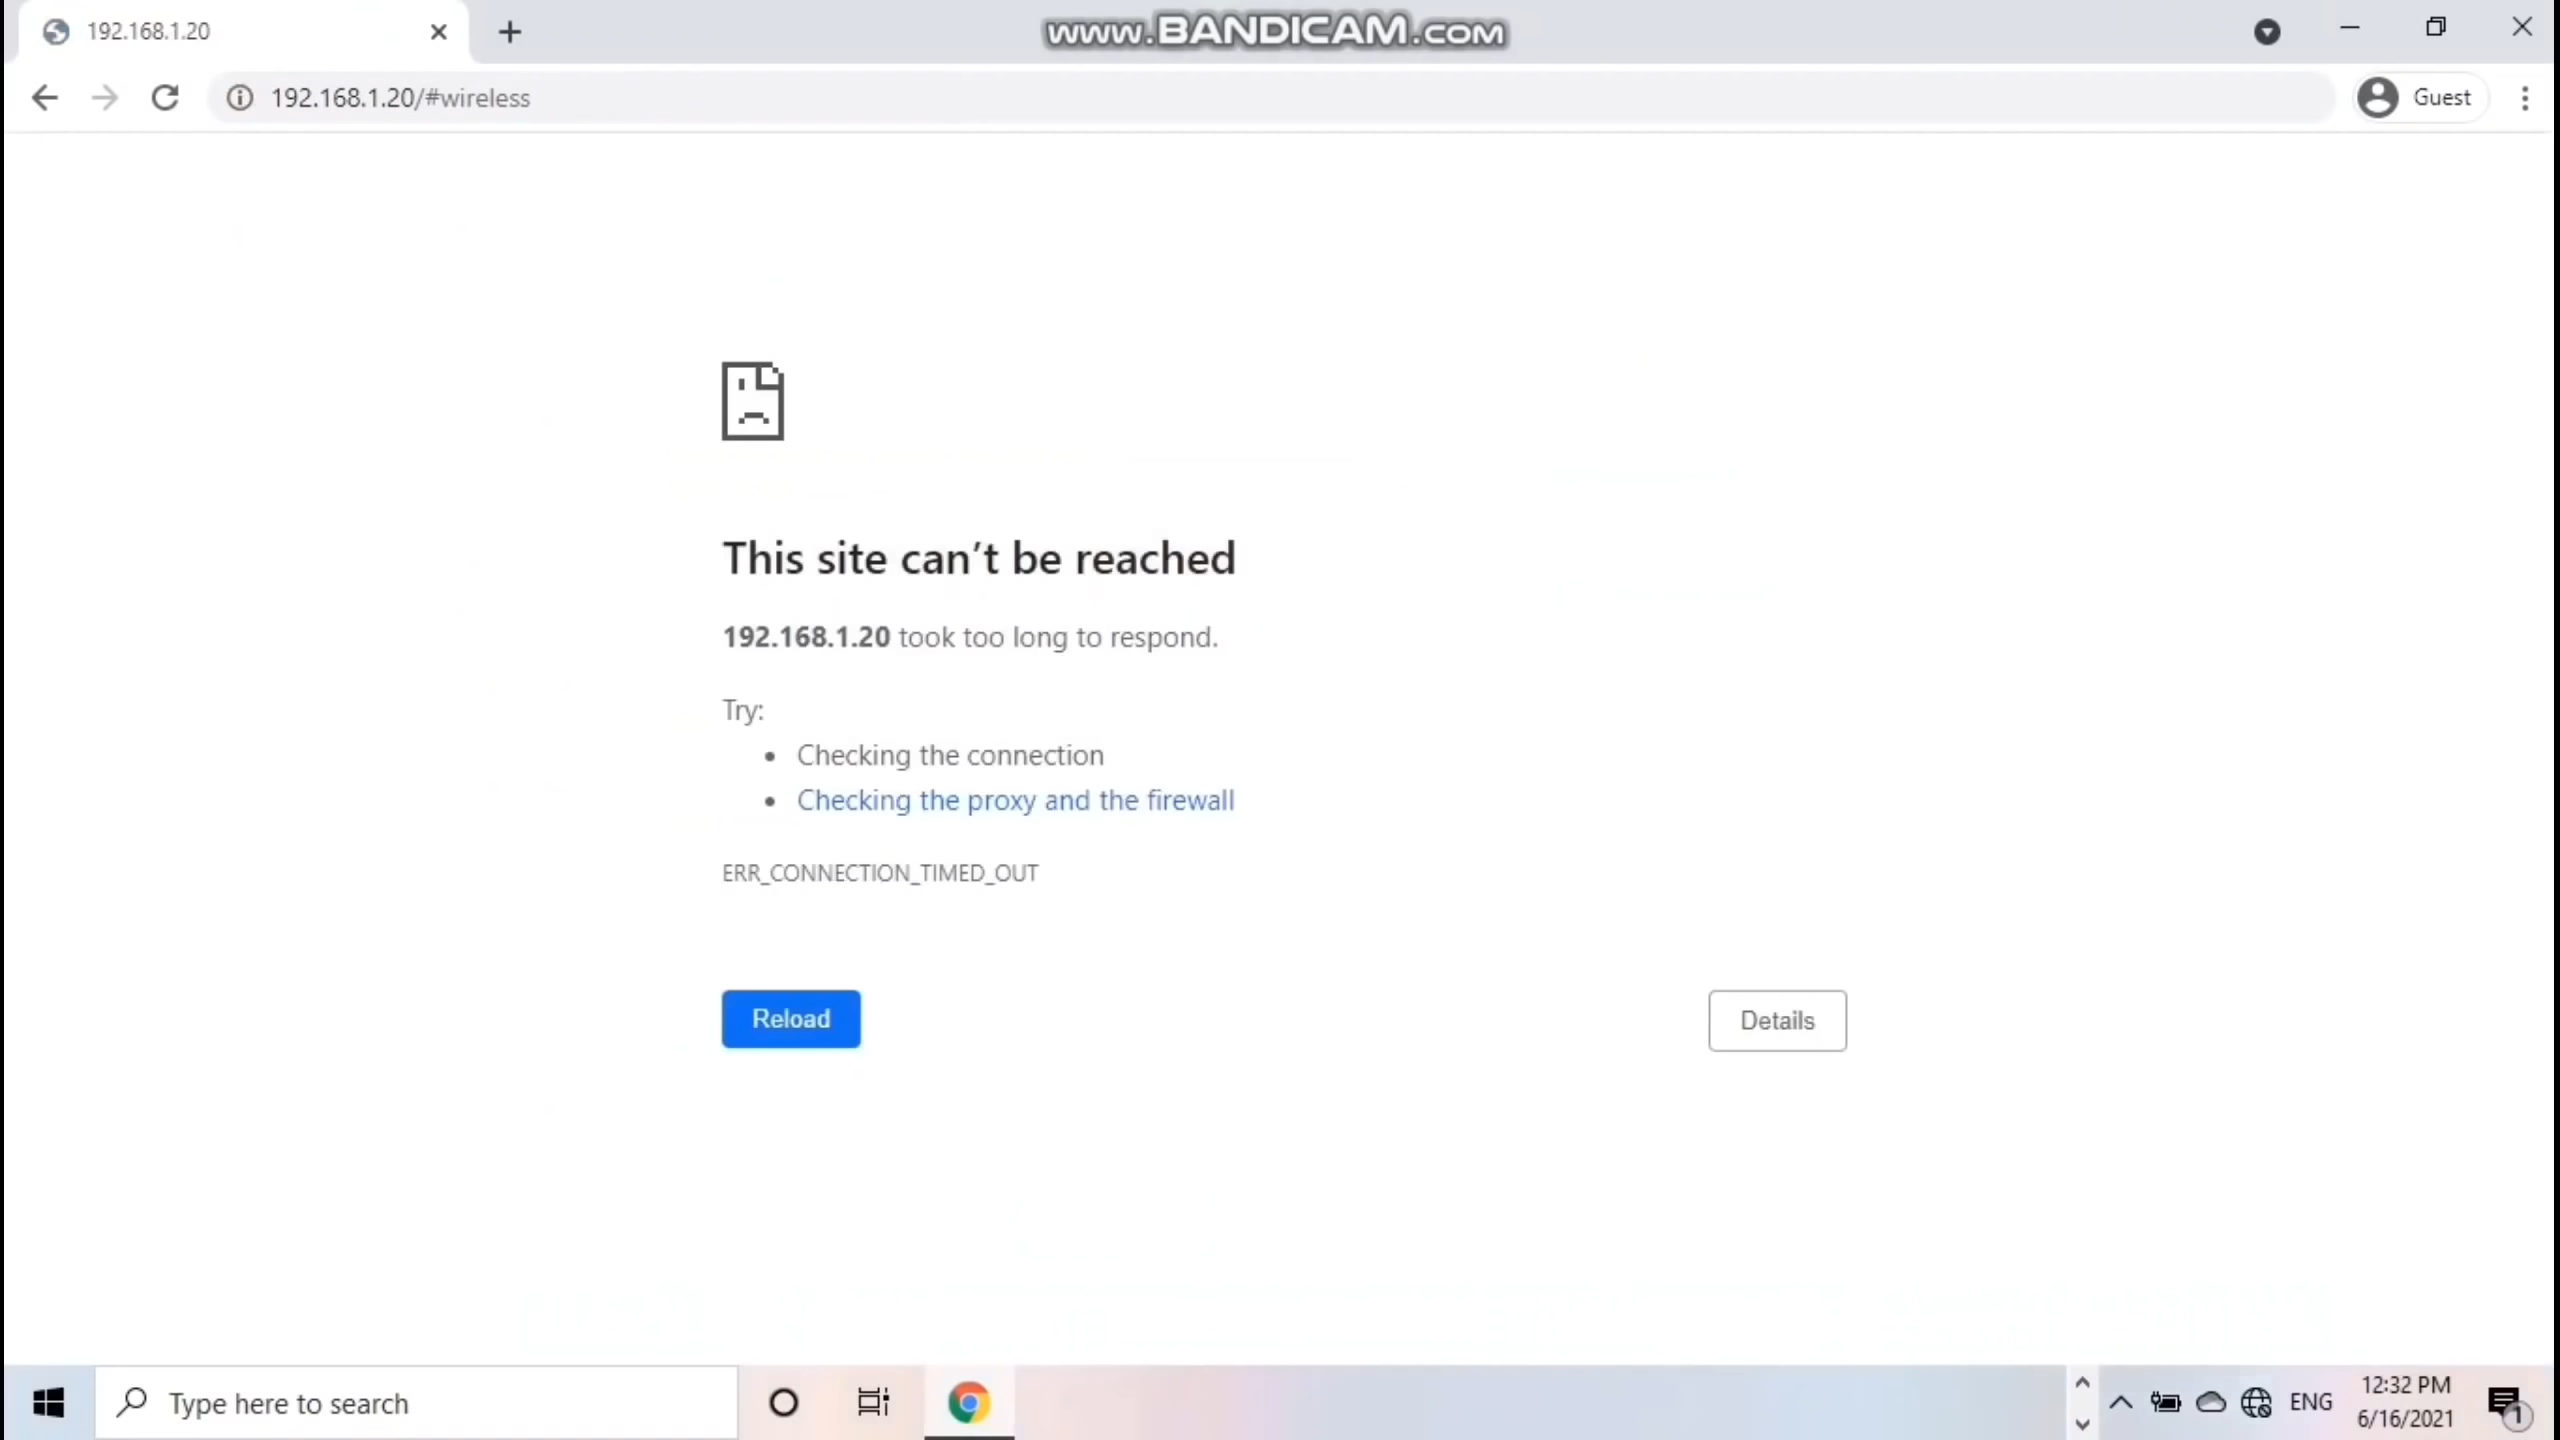 192.168.1.20
www.BANDICAM.com
192.168.1.20/#wireless
Guest
This site can’t be reached
192.168.1.20 took too long to respond.
Try:
Checking the connection
Checking the proxy and the firewall
ERR_CONNECTION_TIMED_OUT
Reload
Details
Type here to search
ENG
12:32 PM
6/16/2021
1